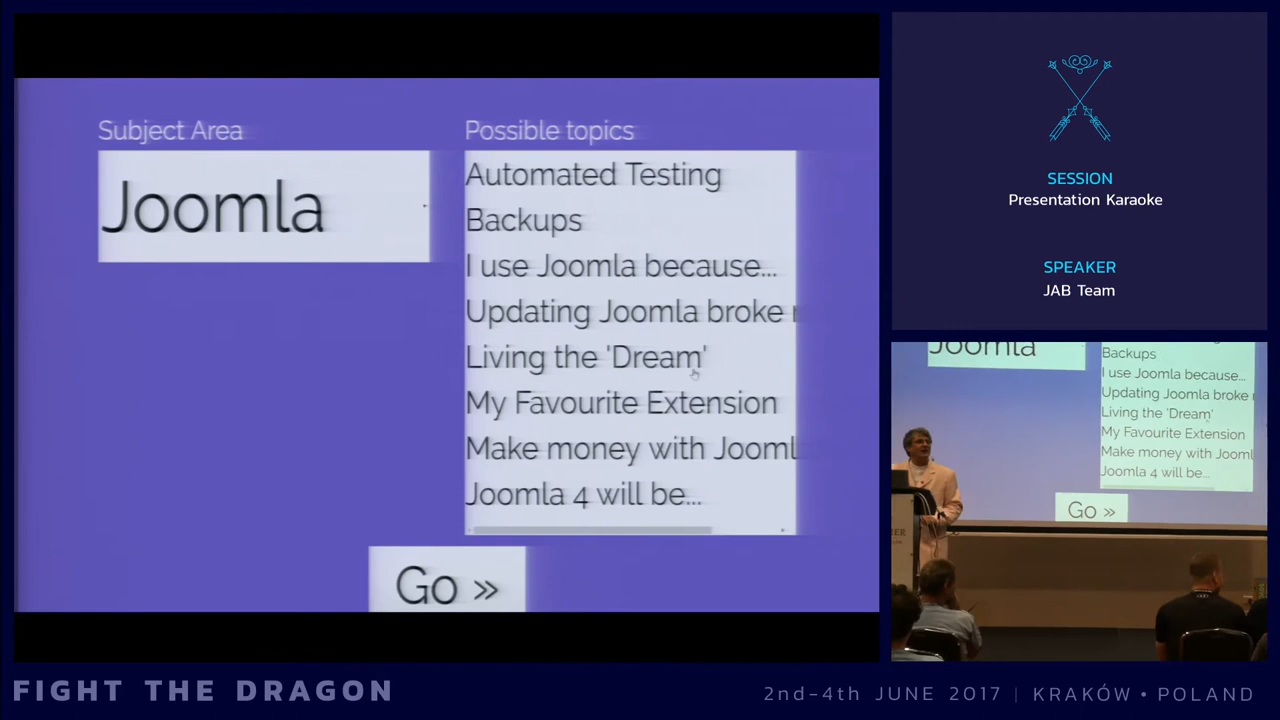 Subject Area
Joomla
Possible topics
Automated Testing
Backups
I use Joomla because...
Updating Joomla broke
Living the 'Dream'
My Favourite Extension
Make money with Joomla
Joomla 4 will be...
Go »
SESSION
Presentation Karaoke
SPEAKER
JAB Team
Joomla
Backups
I use Joomla because...
Updating Joomla broke
Living the 'Dream'
My Favourite Extension
Make money with Jooml
Joomla 4 will be...
Go »
FIGHT THE DRAGON
2nd-4th JUNE 2017 | KRAKÓW • POLAND